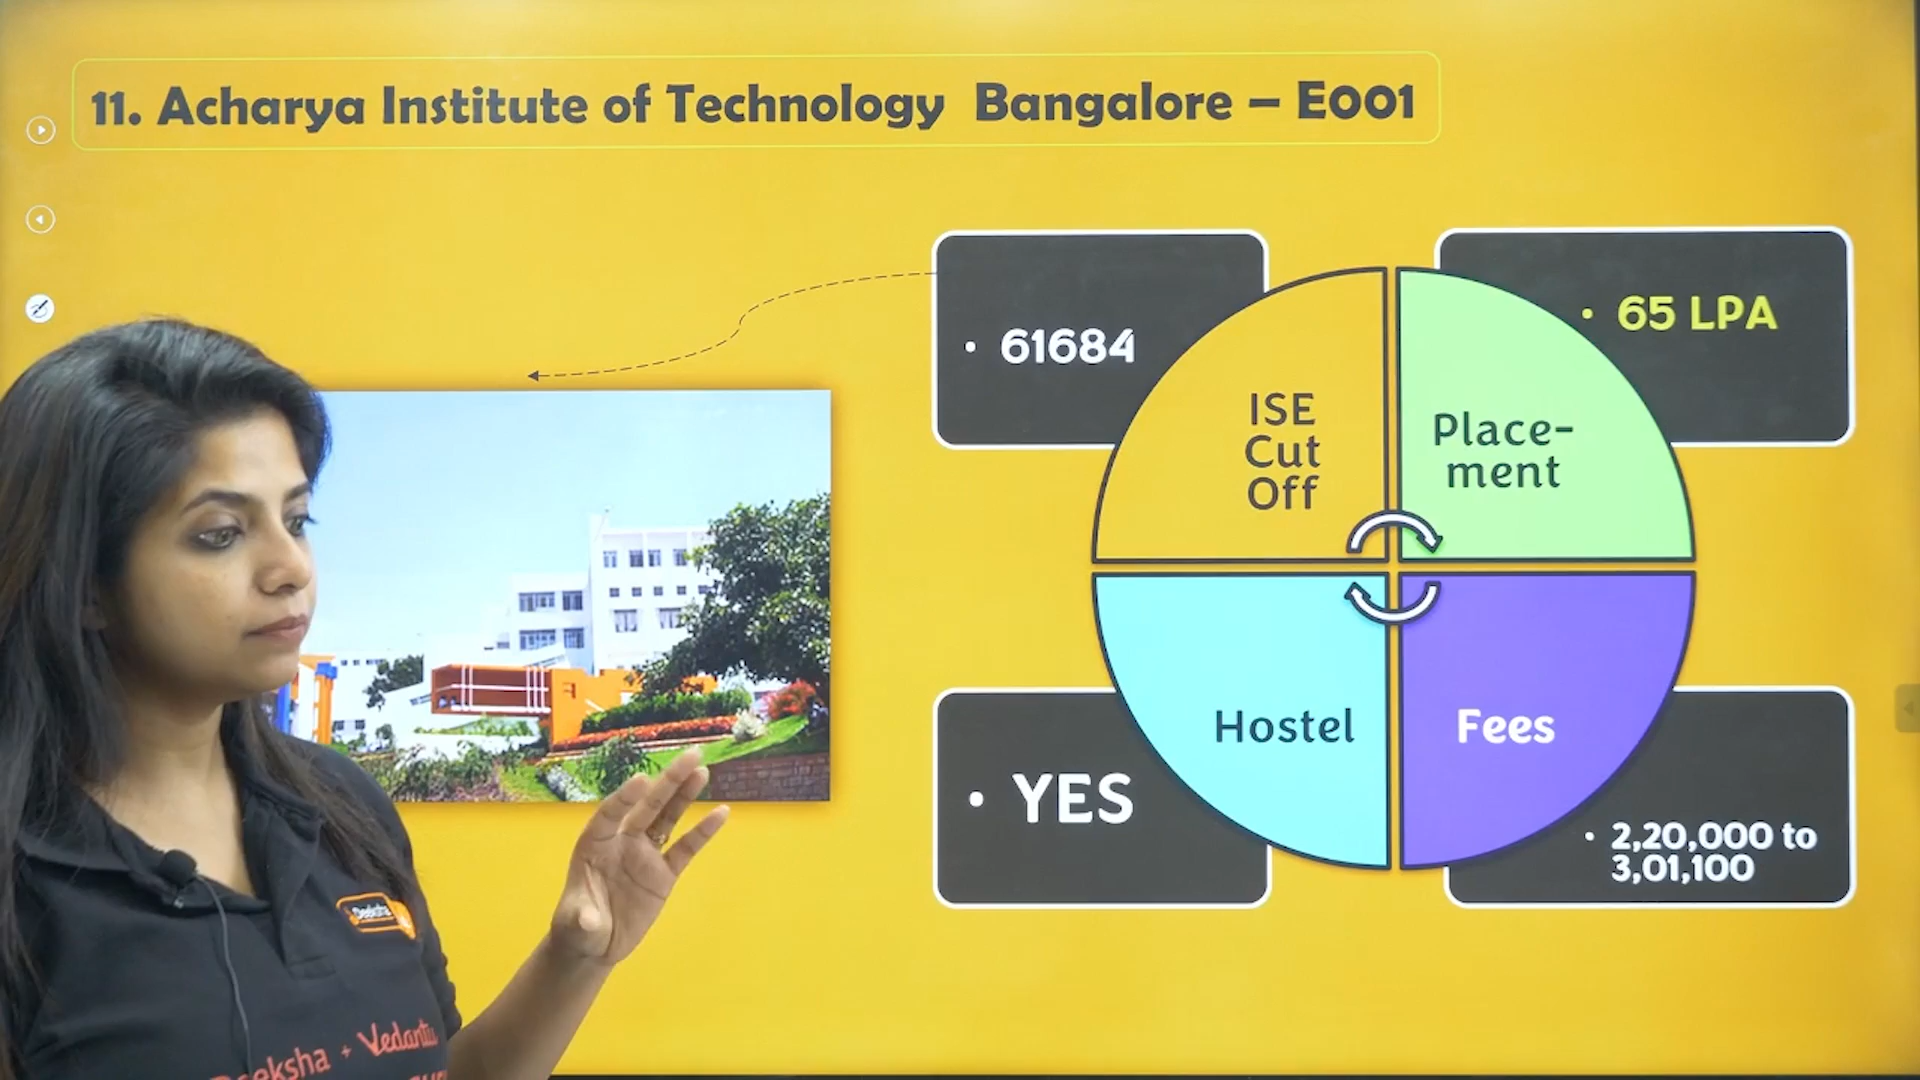 11. Acharya Institute of Technology Bangalore – E001
• 61684
• 65 LPA
ISE
Cut
Off
Place-
ment
Hostel
Fees
• YES
• 2,20,000 to
3,01,100
Deeksha
Deeksha + Vedantu